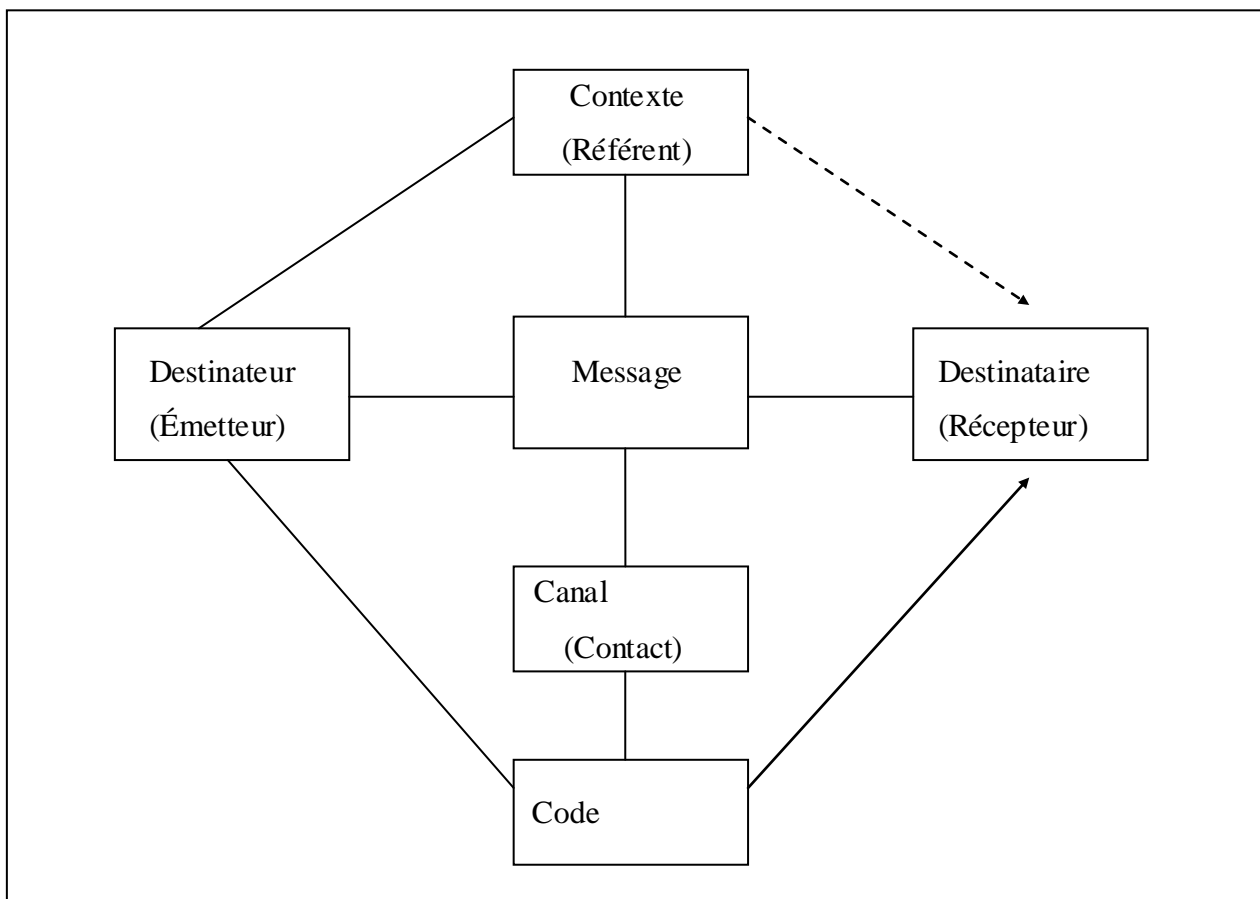 Contexte
(Référent)
Destinateur
(Émetteur)
Message
Destinataire
(Récepteur)
Canal
(Contact)
Code